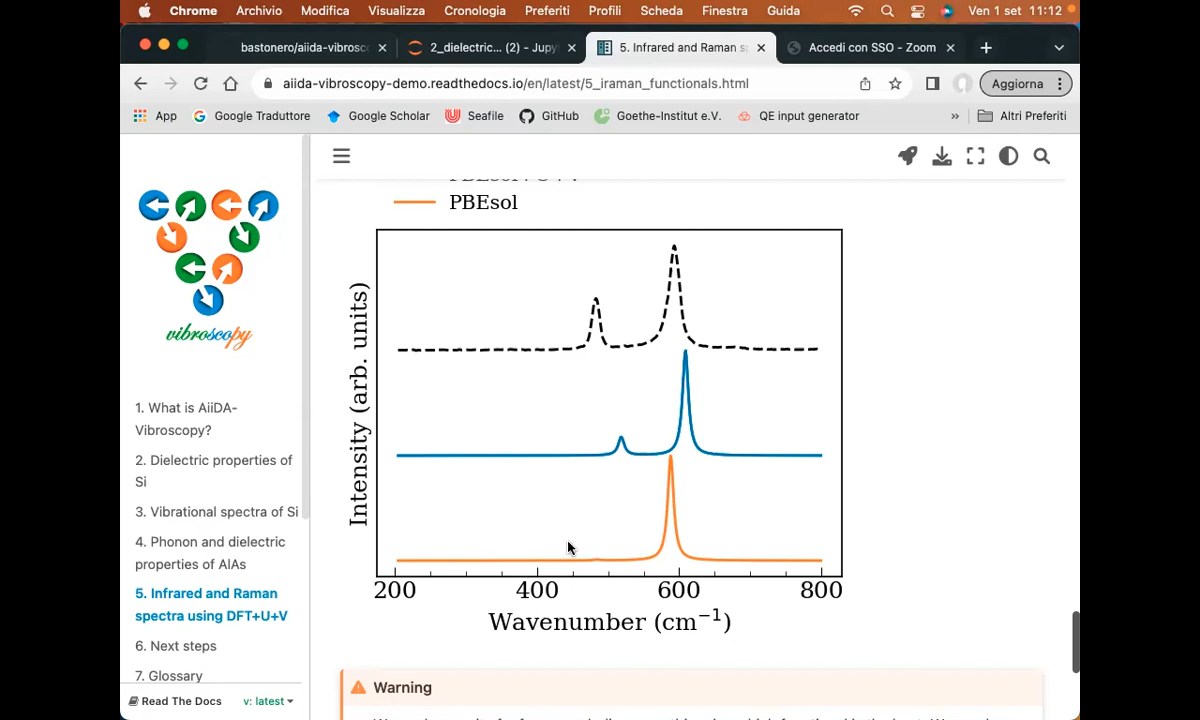 Chrome Archivio Modifica Visualizza Cronologia Preferiti Profili Scheda Finestra Guida Ven 1 set 11:12
bastonero/aiida-vibrosc 2_dielectric... (2) - Jupy 5. Infrared and Raman s Accedi con SSO - Zoom
aiida-vibroscopy-demo.readthedocs.io/en/latest/5_iraman_functionals.html Aggiorna
App Google Traduttore Google Scholar Seafile GitHub Goethe-Institut e.V. QE input generator » Altri Preferiti
vibroscopy
1. What is AiiDA-
Vibroscopy?
2. Dielectric properties of
Si
3. Vibrational spectra of Si
4. Phonon and dielectric
properties of AlAs
5. Infrared and Raman
spectra using DFT+U+V
6. Next steps
7. Glossary
Read The Docs v: latest
PBEsol
Intensity (arb. units)
200 400 600 800
Wavenumber (cm⁻¹)
Warning